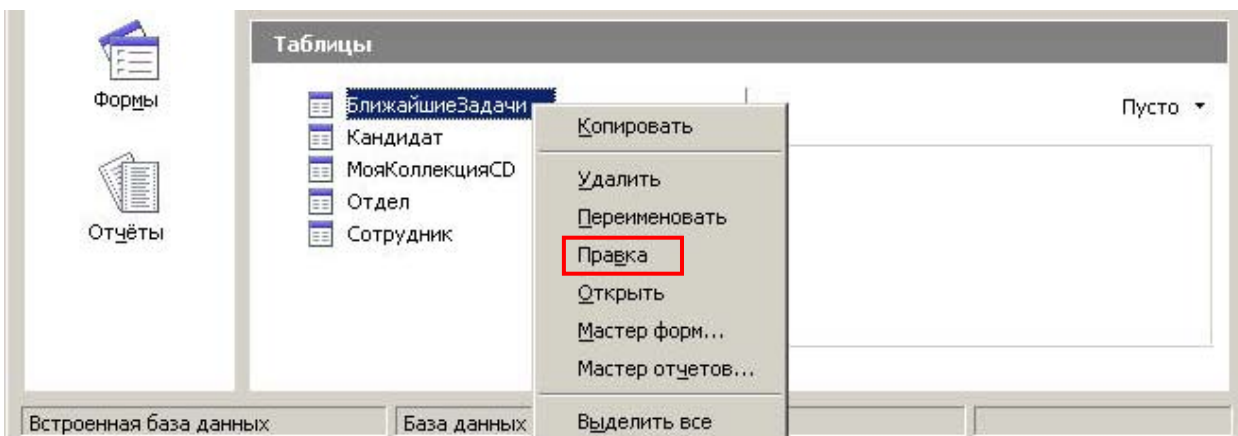 Таблицы
Формы
Отчёты
БлижайшиеЗадачи
Кандидат
МояКоллекцияCD
Отдел
Сотрудник
Копировать
Удалить
Переименовать
Правка
Открыть
Мастер форм...
Мастер отчетов...
Выделить все
Пусто
Встроенная база данных
База данных